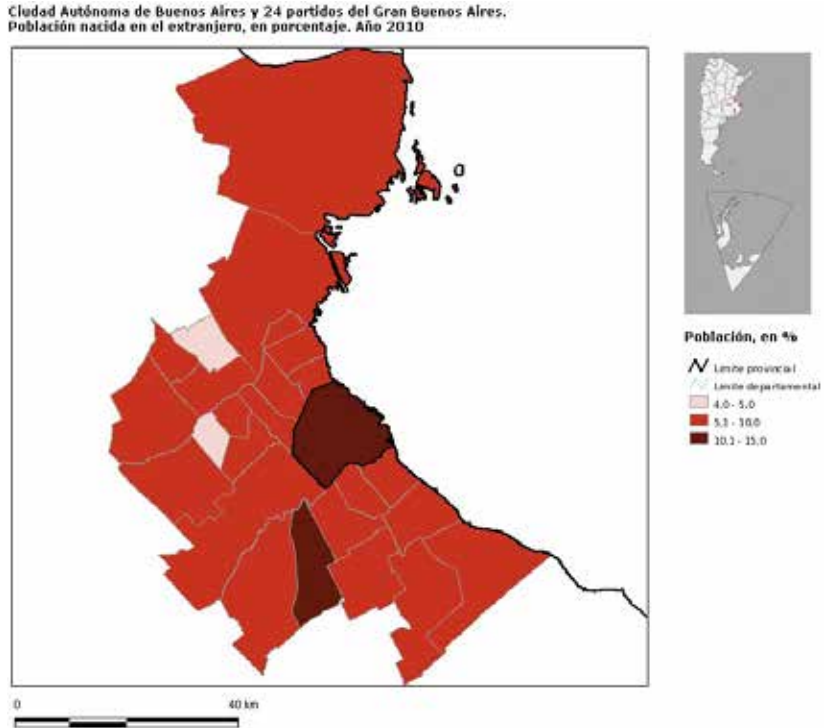 Ciudad Autónoma de Buenos Aires y 24 partidos del Gran Buenos Aires.
Población nacida en el extranjero, en porcentaje. Año 2010
Población, en %
Limite provincial
Limite departamental
4.0 - 5.0
5.1 - 10.0
10.1 - 15.0
0 40 km